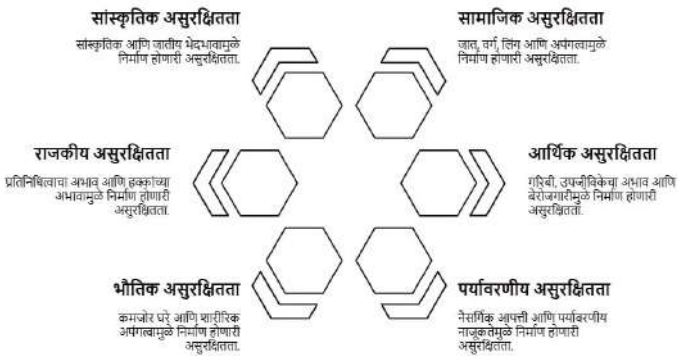 सांस्कृतिक असुरक्षितता
सांस्कृतिक आणि जातीय भेदभावामुळे
निर्माण होणारी असुरक्षितता.
सामाजिक असुरक्षितता
जात, वर्ग, लिंग आणि अपंगत्वामुळे
निर्माण होणारी असुरक्षितता.
राजकीय असुरक्षितता
प्रतिनिधित्वाचा अभाव आणि हक्कांच्या
अभावामुळे निर्माण होणारी
असुरक्षितता.
आर्थिक असुरक्षितता
गरिबी, उपजीविकेचा अभाव आणि
बेरोजगारीमुळे निर्माण होणारी
असुरक्षितता.
भौतिक असुरक्षितता
कमजोर घरे आणि शारीरिक
अपंगत्वामुळे निर्माण होणारी
असुरक्षितता.
पर्यावरणीय असुरक्षितता
नैसर्गिक आपत्ती आणि पर्यावरणीय
नाजूकतेमुळे निर्माण होणारी
असुरक्षितता.